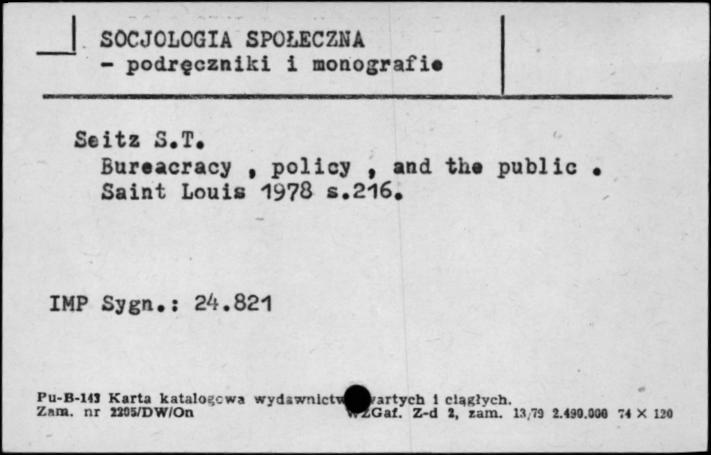 SOCJOLOGIA SPOŁECZNA
- podręczniki i monografie
Seitz S.T.
Bureacracy , policy , and the public .
Saint Louis 1978 s.216.
IMP Sygn.: 24.821
Pu-B-143 Karta katalogowa wydawnictw wartych i ciągłych.
Zam. nr 2205/DW/On WZGaf. Z-d 2, zam. 13/79 2.490.000 74 × 120